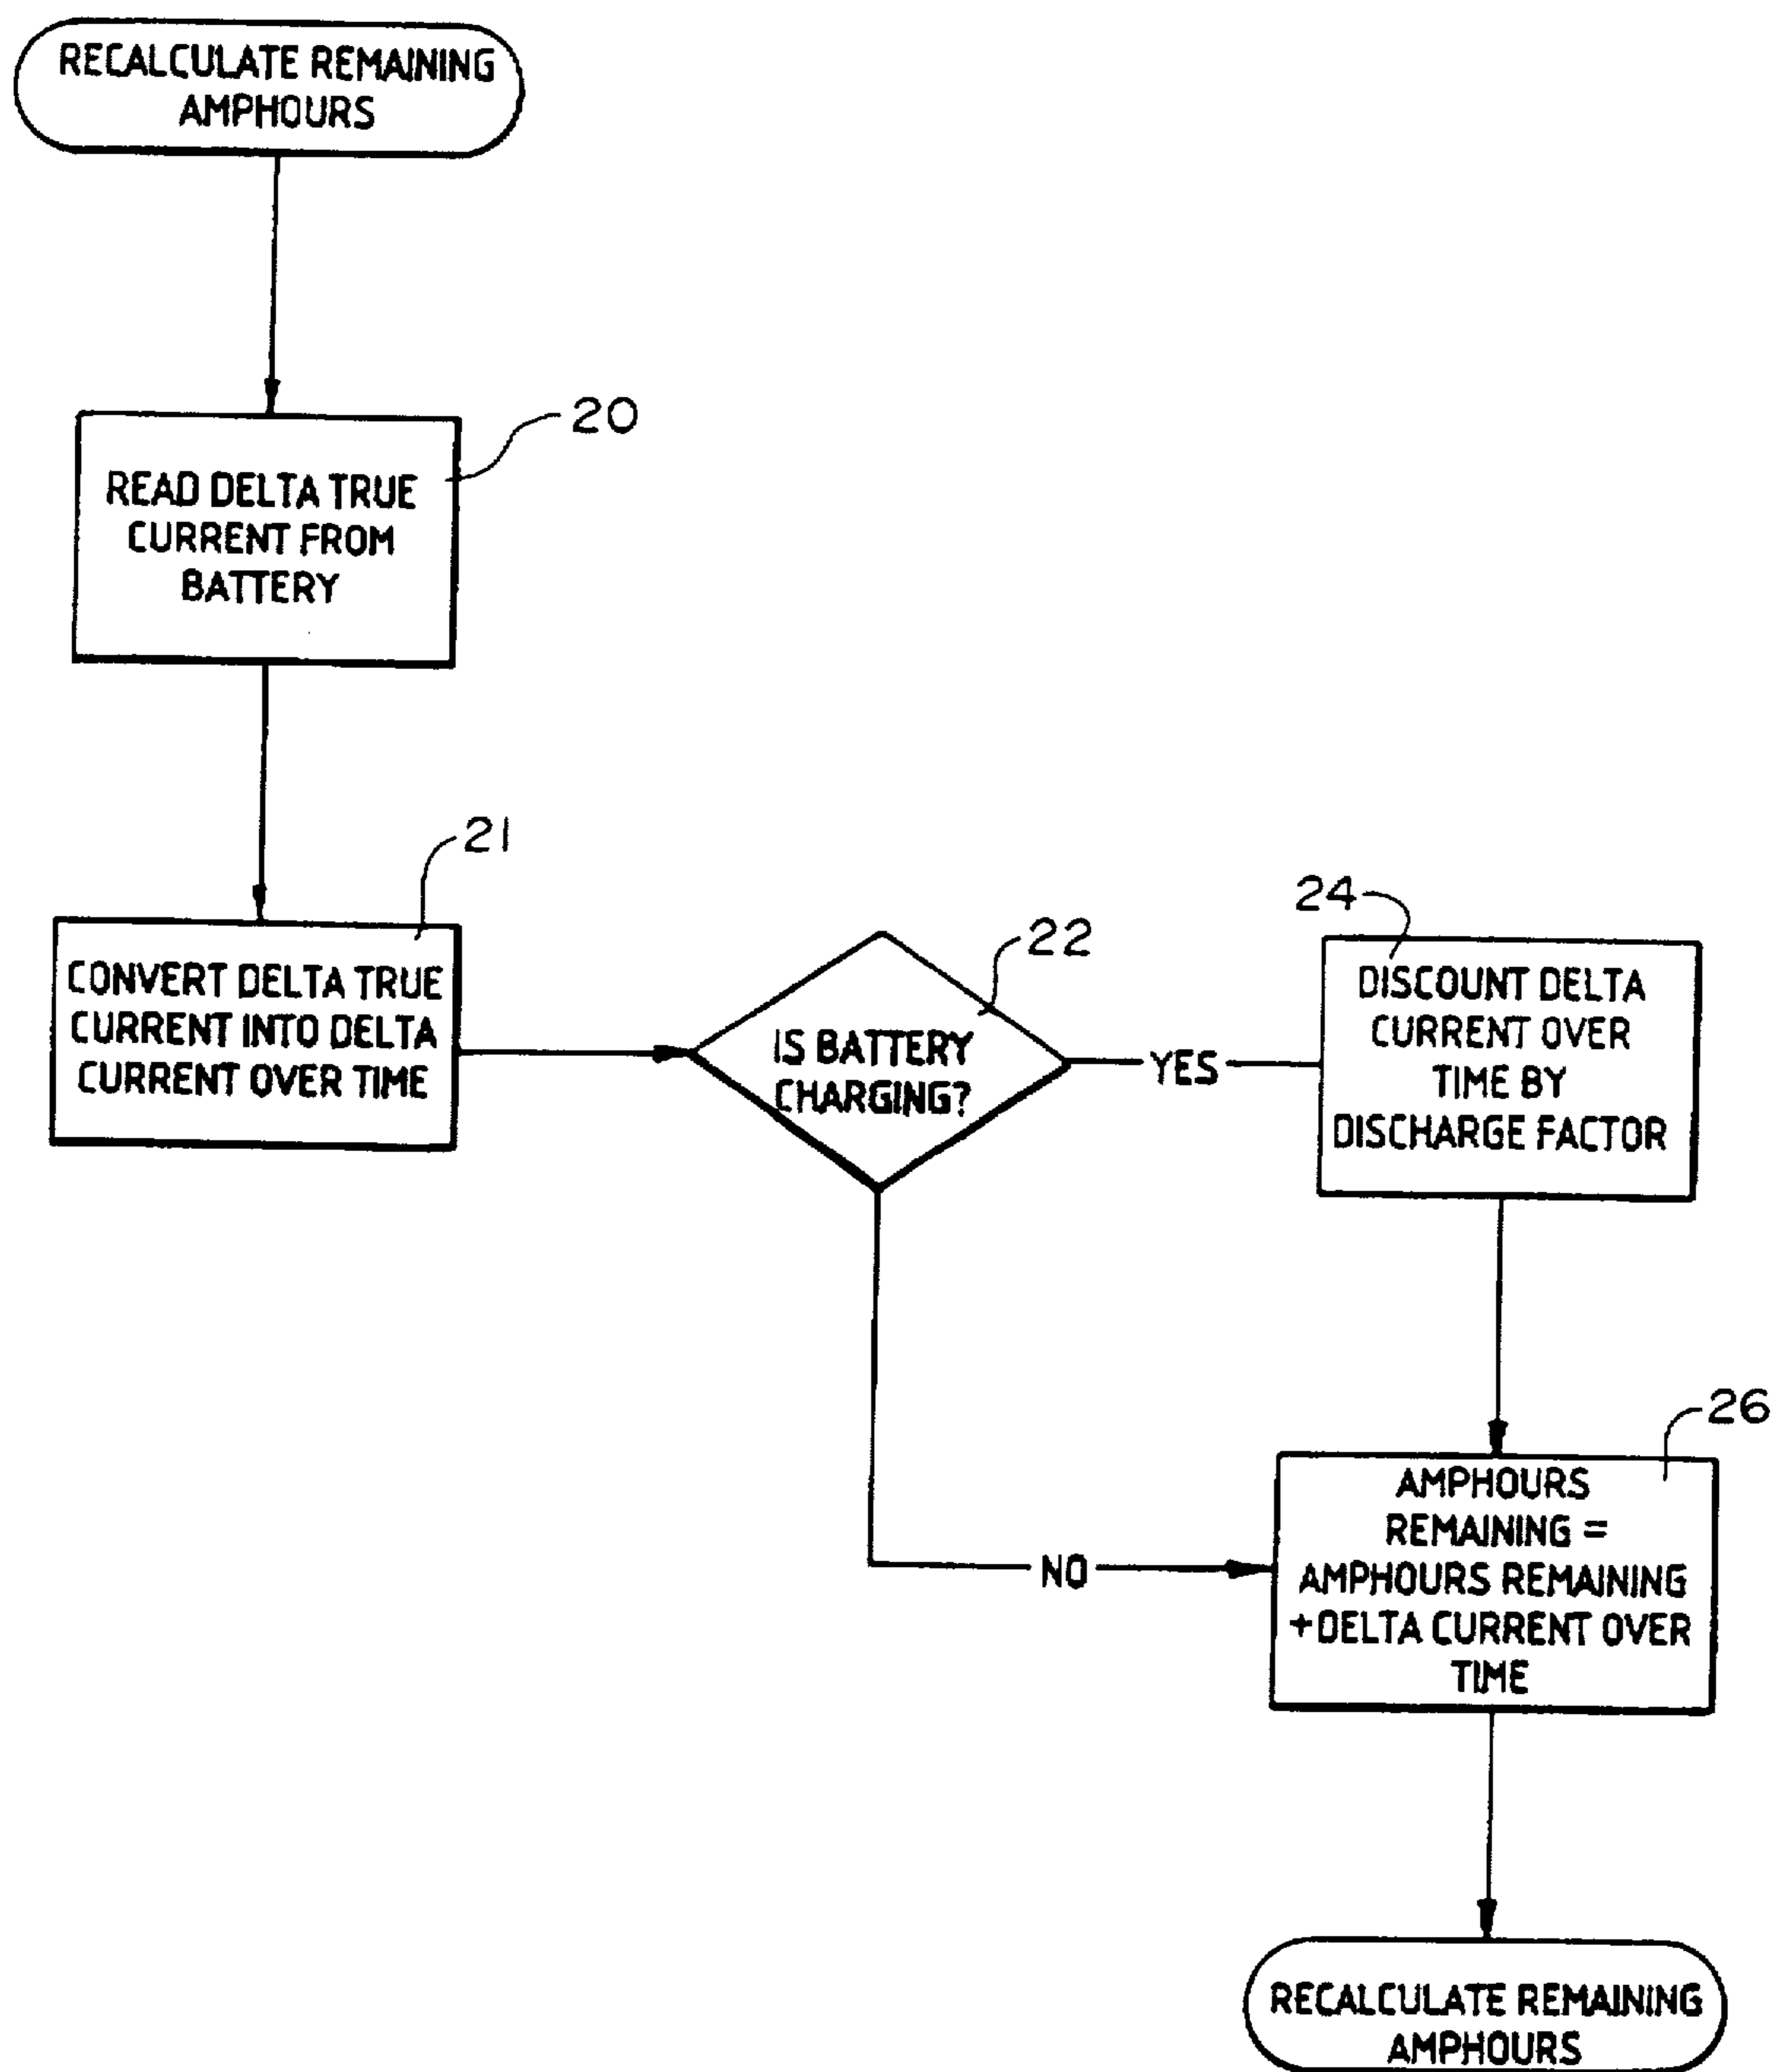 RECALCULATE REMAINING
AMPHOURS
20
READ DELTA TRUE
CURRENT FROM
BATTERY
21
CONVERT DELTA TRUE
CURRENT INTO DELTA
CURRENT OVER TIME
22
IS BATTERY
CHARGING?
YES
24
DISCOUNT DELTA
CURRENT OVER
TIME BY
DISCHARGE FACTOR
NO
26
AMPHOURS
REMAINING =
AMPHOURS REMAINING
+DELTA CURRENT OVER
TIME
RECALCULATE REMAINING
AMPHOURS